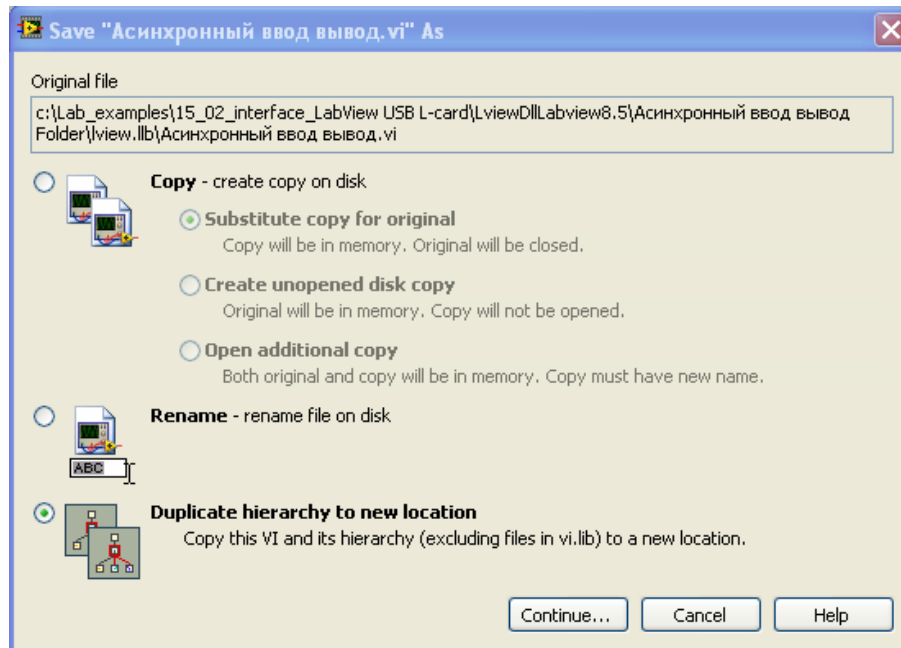 Save "Асинхронный ввод вывод.vi" As
Original file
c:\Lab_examples\15_02_interface_LabView USB L-card\LviewDllLabview8.5\Асинхронный ввод вывод
Folder\lview.llb\Асинхронный ввод вывод.vi
Copy - create copy on disk
Substitute copy for original
Copy will be in memory. Original will be closed.
Create unopened disk copy
Original will be in memory. Copy will not be opened.
Open additional copy
Both original and copy will be in memory. Copy must have new name.
Rename - rename file on disk
ABC
Duplicate hierarchy to new location
Copy this VI and its hierarchy (excluding files in vi.lib) to a new location.
Continue... Cancel Help